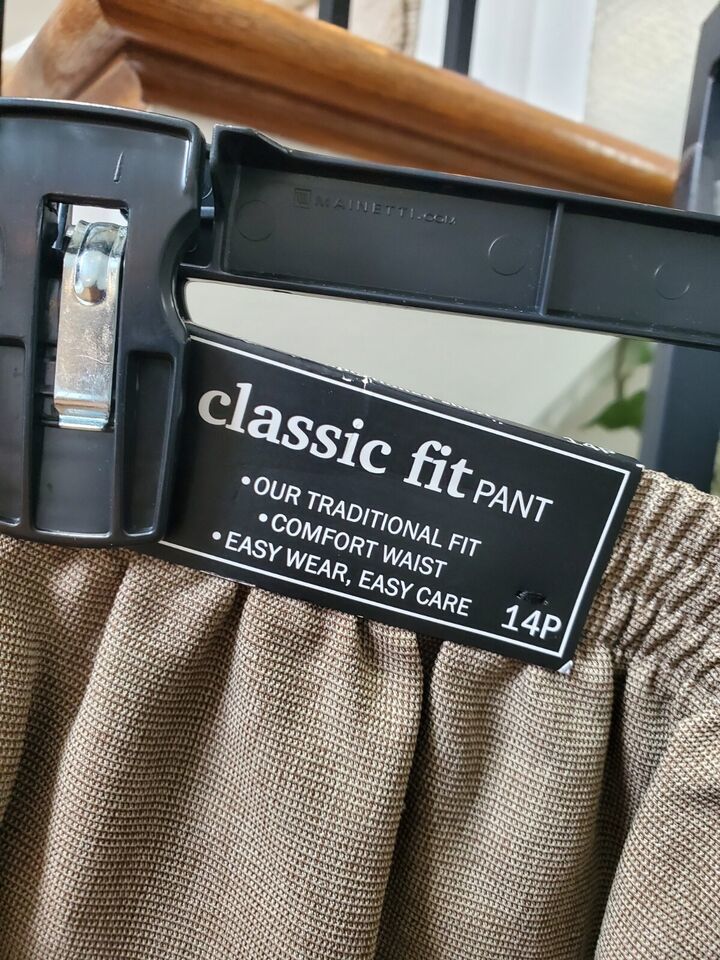 MAINETTI.COM
classic fit PANT
•OUR TRADITIONAL FIT
•COMFORT WAIST
•EASY WEAR, EASY CARE
14P